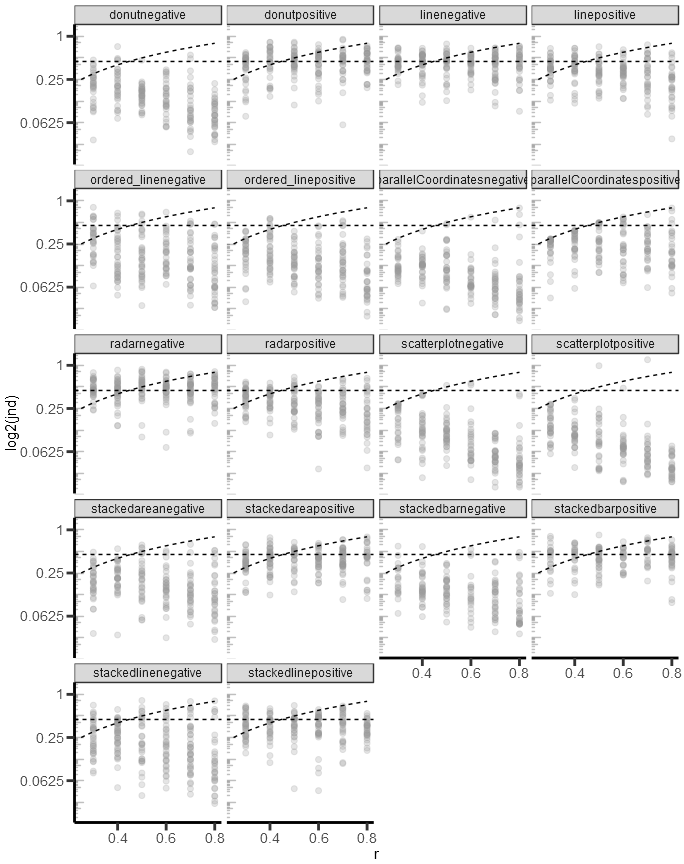 donutnegative
donutpositive
linenegative
linepositive
1
0.25
0.0625
ordered_linenegative
ordered_linepositive
parallelCoordinatesnegative
parallelCoordinatespositive
1
0.25
0.0625
radarnegative
radarpositive
scatterplotnegative
scatterplotpositive
1
0.25
0.0625
log2(jnd)
stackedareanegative
stackedareapositive
stackedbarnegative
stackedbarpositive
1
0.25
0.0625
0.4 0.6 0.8
0.4 0.6 0.8
stackedlinenegative
stackedlinepositive
1
0.25
0.0625
0.4 0.6 0.8
0.4 0.6 0.8
r